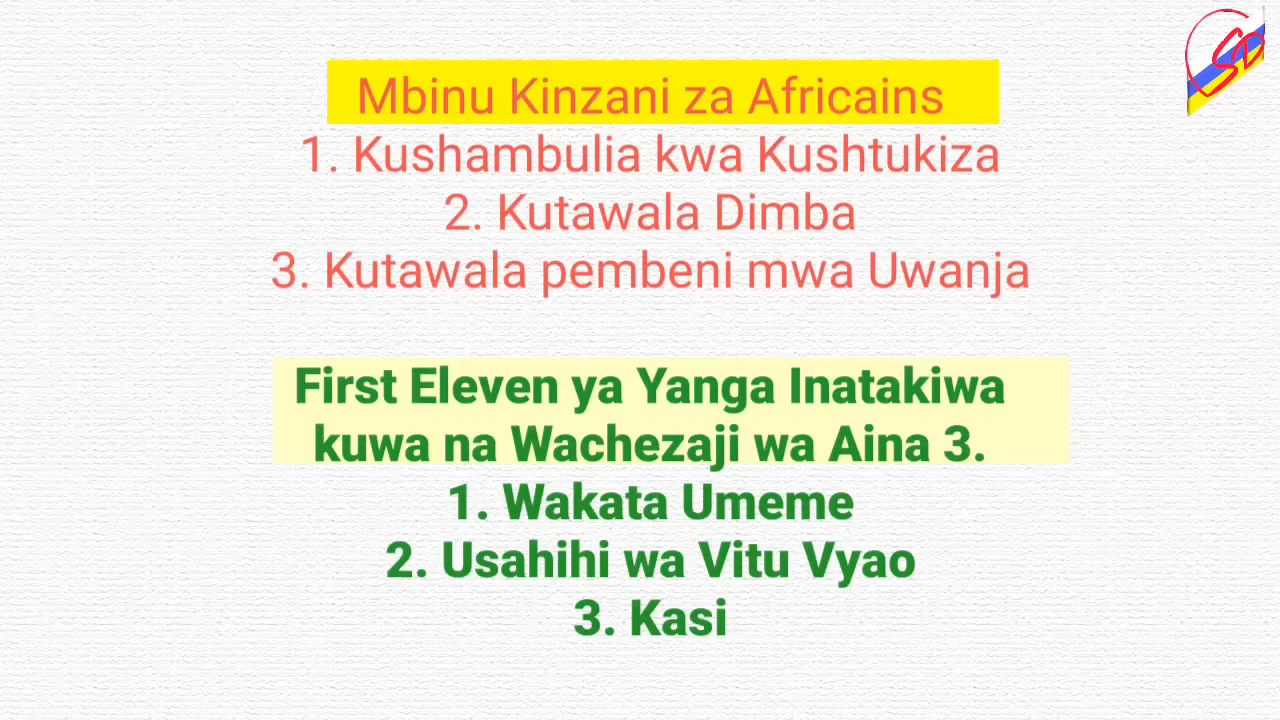 Mbinu Kinzani za Africains
1. Kushambulia kwa Kushtukiza
2. Kutawala Dimba
3. Kutawala pembeni mwa Uwanja
First Eleven ya Yanga Inatakiwa
kuwa na Wachezaji wa Aina 3.
1. Wakata Umeme
2. Usahihi wa Vitu Vyao
3. Kasi
SD